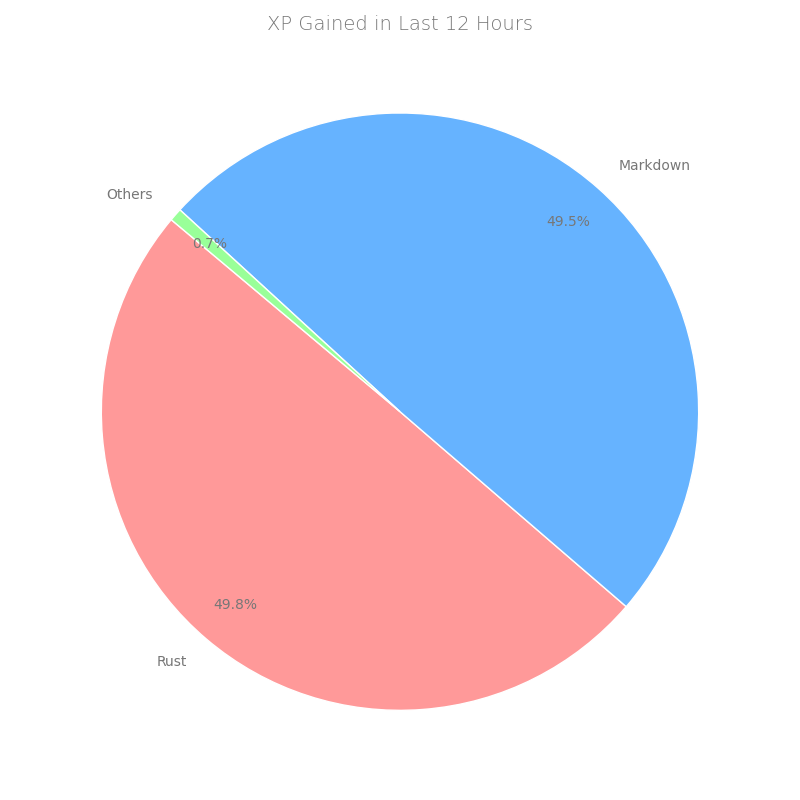 XP Gained in Last 12 Hours
Markdown
Others
49.5%
0.7%
49.8%
Rust